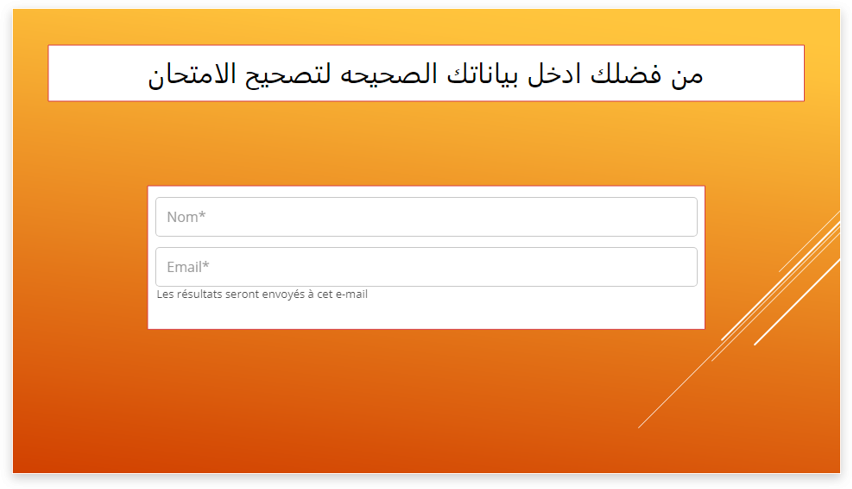 من فضلك ادخل بياناتك الصحيحه لتصحيح الامتحان
Nom*
Email*
Les résultats seront envoyés à cet e-mail